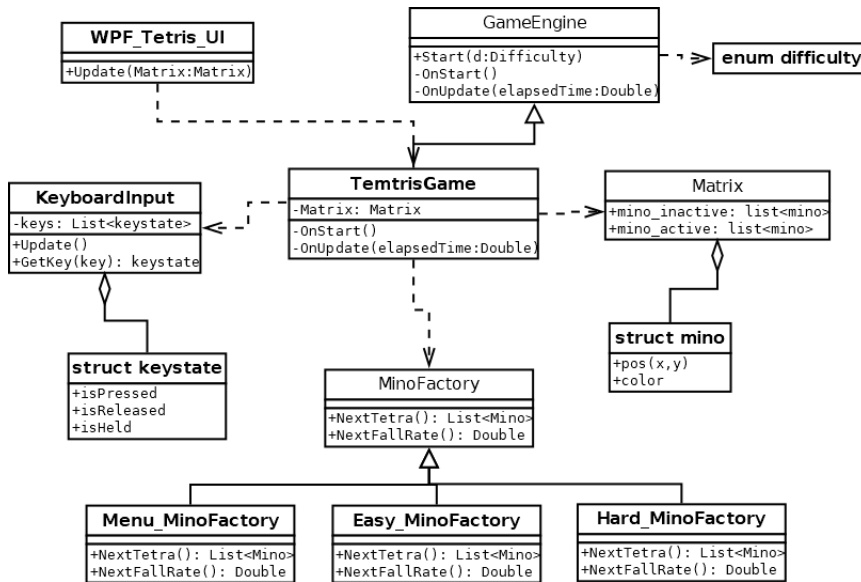 WPF_Tetris_UI
+Update(Matrix:Matrix)
GameEngine
+Start(d:Difficulty)
-OnStart()
-OnUpdate(elapsedTime:Double)
enum difficulty
KeyboardInput
-keys: List<keystate>
+Update()
+GetKey(key): keystate
TemtrisGame
-Matrix: Matrix
-OnStart()
-OnUpdate(elapsedTime:Double)
Matrix
+mino_inactive: list<mino>
+mino_active: list<mino>
struct keystate
+isPressed
+isReleased
+isHeld
struct mino
+pos(x,y)
+color
MinoFactory
+NextTetra(): List<Mino>
+NextFallRate(): Double
Menu_MinoFactory
+NextTetra(): List<Mino>
+NextFallRate(): Double
Easy_MinoFactory
+NextTetra(): List<Mino>
+NextFallRate(): Double
Hard_MinoFactory
+NextTetra(): List<Mino>
+NextFallRate(): Double